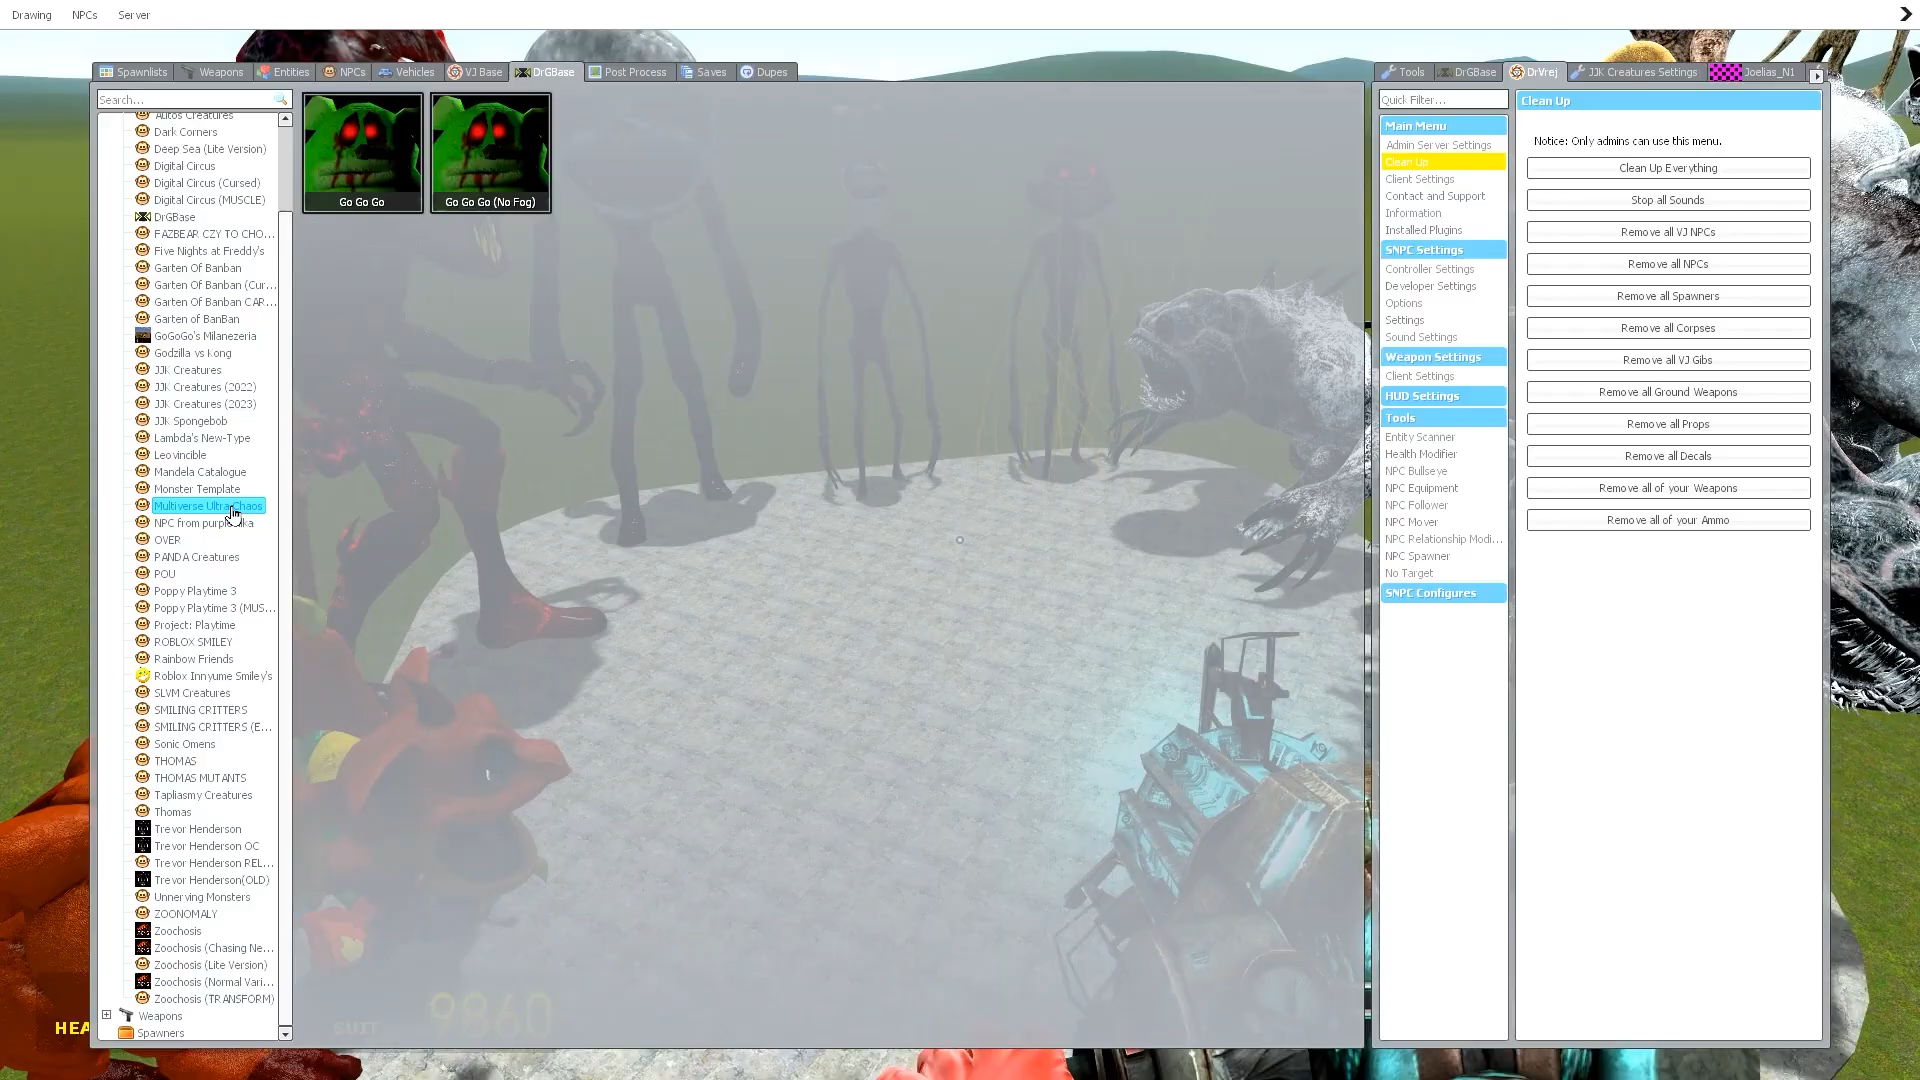 Drawing NPCs Server
Spawnlists Weapons Entities NPCs Vehicles VJ Base DrGBase Post Process Saves Dupes
Search...
Autos Creatures
Dark Corners
Deep Sea (Lite Version)
Digital Circus
Digital Circus (Cursed)
Digital Circus (MUSCLE)
DrGBase
FAZBEAR CZY TO CHO...
Five Nights at Freddy's
Garten Of Banban
Garten Of Banban (Cur...
Garten Of Banban CAR...
Garten of BanBan
GoGoGo's Milanezeria
Godzilla vs Kong
JJK Creatures
JJK Creatures (2022)
JJK Creatures (2023)
JJK Spongebob
Lambda's New-Type
Leovincible
Mandela Catalogue
Monster Template
Multiverse Ultra Chaos
NPC from
OVER
PANDA Creatures
POU
Poppy Playtime 3
Poppy Playtime 3 (MUS...
Project: Playtime
ROBLOX SMILEY
Rainbow Friends
Roblox Innyume Smiley's
SLVM Creatures
SMILING CRITTERS
SMILING CRITTERS (E...
Sonic Omens
THOMAS
THOMAS MUTANTS
Tapliasmy Creatures
Thomas
Trevor Henderson
Trevor Henderson OC
Trevor Henderson REL...
Trevor Henderson(OLD)
Unnerving Monsters
ZOONOMALY
Zoochosis
Zoochosis (Chasing Ne...
Zoochosis (Lite Version)
Zoochosis (Normal Vari...
Zoochosis (TRANSFORM)
Weapons
Spawners
Go Go Go
Go Go Go (No Fog)
HEA
SUIT
9860
Tools DrGBase DrVrej JJK Creatures Settings Joelias_N1
Quick Filter...
Main Menu
Admin Server Settings
Clean Up
Client Settings
Contact and Support
Information
Installed Plugins
SNPC Settings
Controller Settings
Developer Settings
Options
Settings
Sound Settings
Weapon Settings
Client Settings
HUD Settings
Tools
Entity Scanner
Health Modifier
NPC Bullseye
NPC Equipment
NPC Follower
NPC Mover
NPC Relationship Modi...
NPC Spawner
No Target
SNPC Configures
Clean Up
Notice: Only admins can use this menu.
Clean Up Everything
Stop all Sounds
Remove all VJ NPCs
Remove all NPCs
Remove all Spawners
Remove all Corpses
Remove all VJ Gibs
Remove all Ground Weapons
Remove all Props
Remove all Decals
Remove all of your Weapons
Remove all of your Ammo